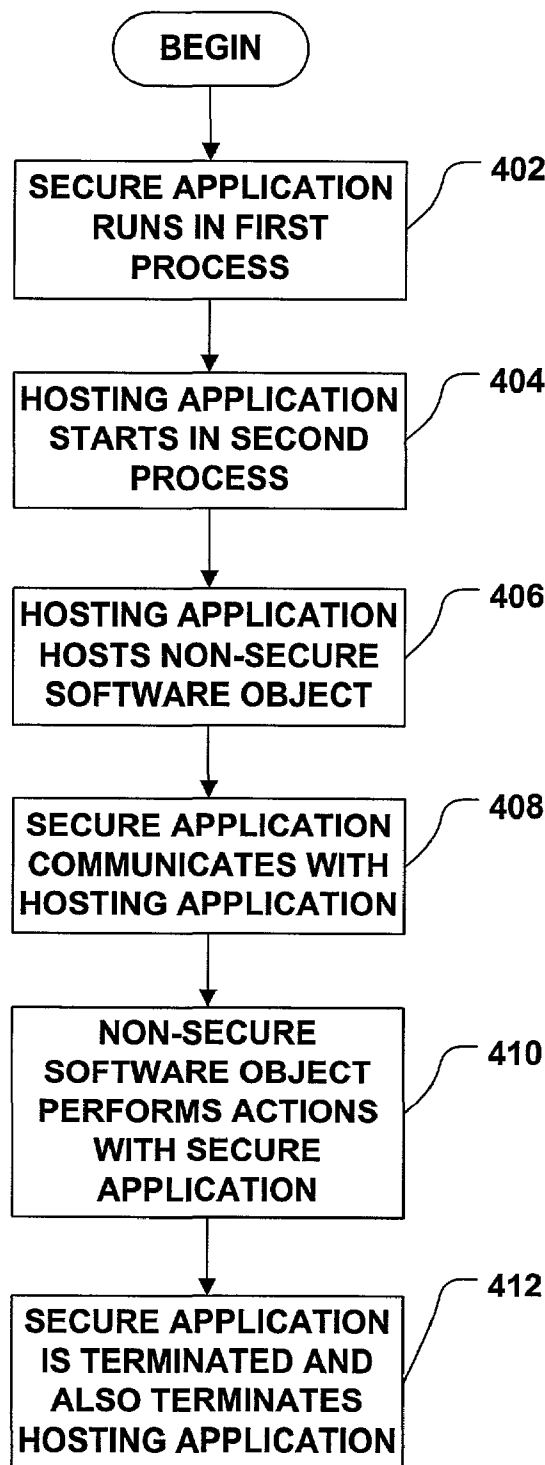 BEGIN
402
SECURE APPLICATION
RUNS IN FIRST
PROCESS
404
HOSTING APPLICATION
STARTS IN SECOND
PROCESS
406
HOSTING APPLICATION
HOSTS NON-SECURE
SOFTWARE OBJECT
408
SECURE APPLICATION
COMMUNICATES WITH
HOSTING APPLICATION
410
NON-SECURE
SOFTWARE OBJECT
PERFORMS ACTIONS
WITH SECURE
APPLICATION
412
SECURE APPLICATION
IS TERMINATED AND
ALSO TERMINATES
HOSTING APPLICATION